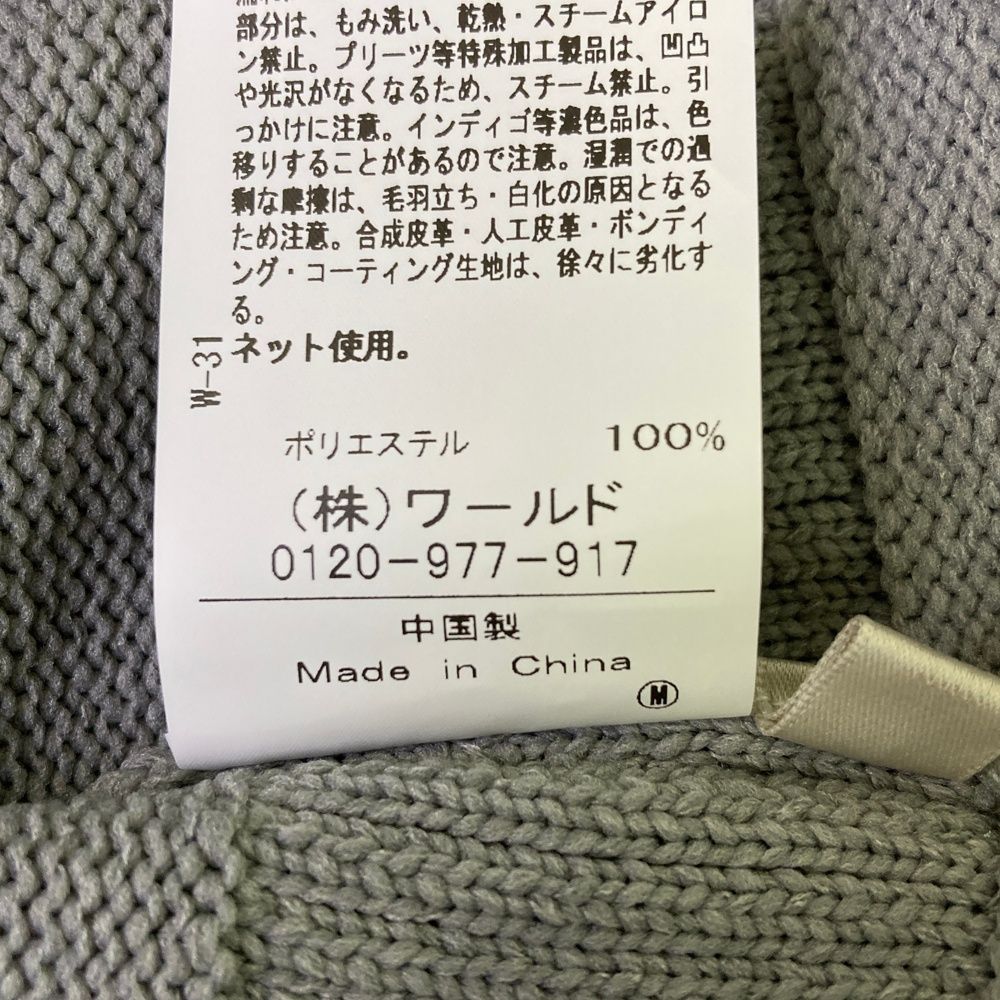 部分は、もみ洗い、乾熱・スチームアイロ
ン禁止。プリーツ等特殊加工製品は、凹凸
や光沢がなくなるため、スチーム禁止。引
っかけに注意。インディゴ等濃色品は、色
移りすることがあるので注意。湿潤での過
剰な摩擦は、毛羽立ち・白化の原因となる
ため注意。合成皮革・人工皮革・ボンディ
ング・コーティング生地は、徐々に劣化す
る。
ネット使用。
W-31
ポリエステル 100%
(株)ワールド
0120-977-917
中国製
Made in China
M